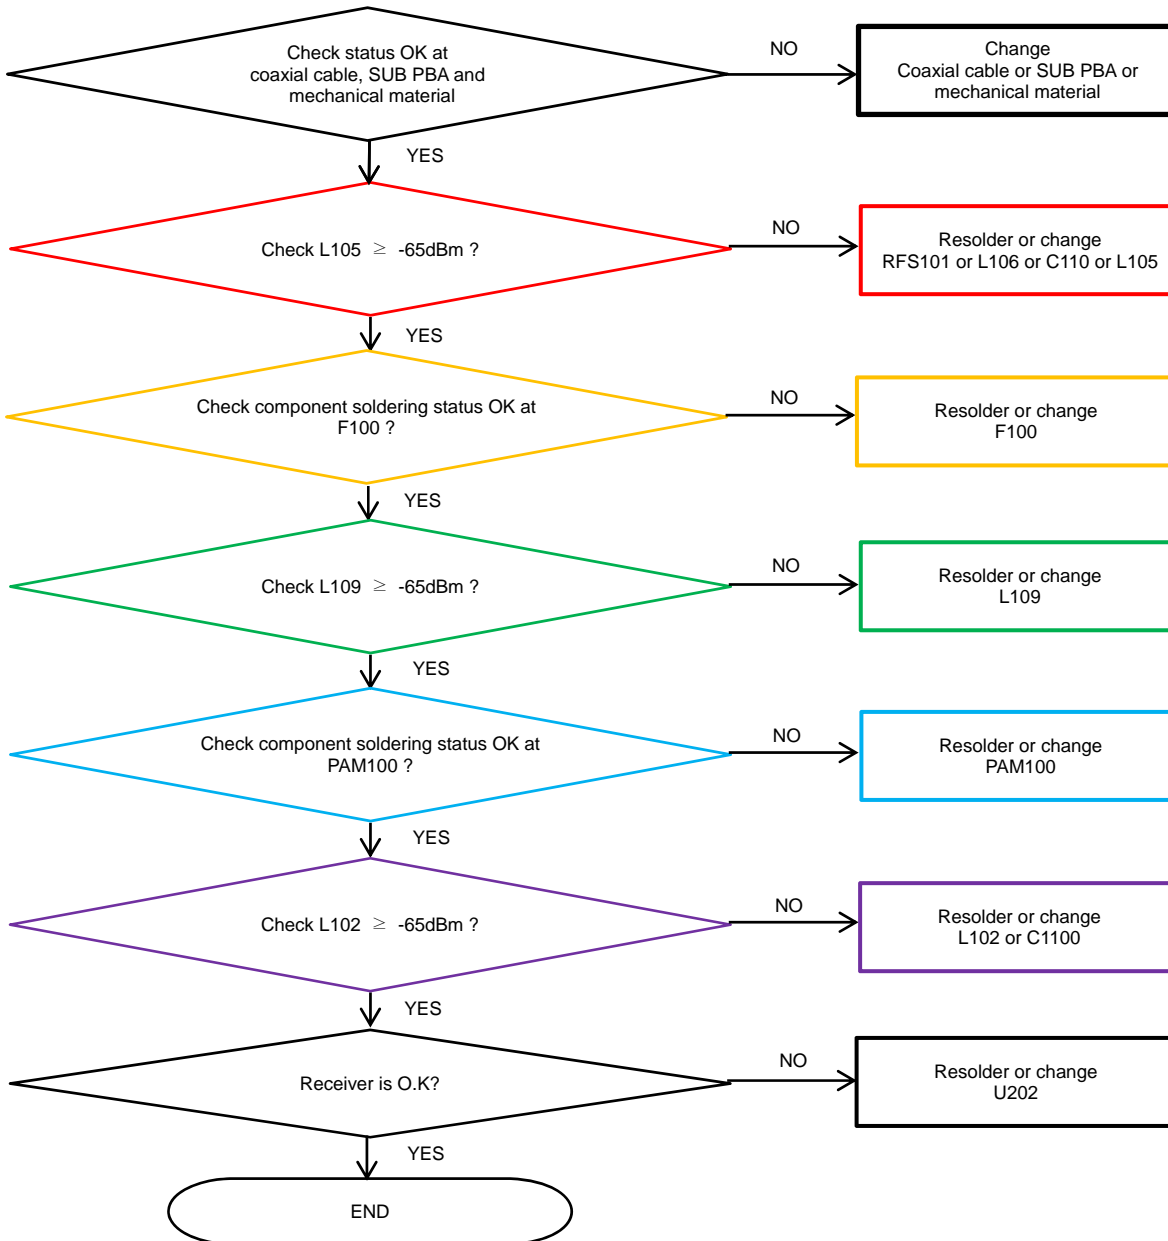 Check status OK at
coaxial cable, SUB PBA and
mechanical material
NO
Change
Coaxial cable or SUB PBA or
mechanical material
YES
Check L105 ≥ -65dBm ?
NO
Resolder or change
RFS101 or L106 or C110 or L105
YES
Check component soldering status OK at
F100 ?
NO
Resolder or change
F100
YES
Check L109 ≥ -65dBm ?
NO
Resolder or change
L109
YES
Check component soldering status OK at
PAM100 ?
NO
Resolder or change
PAM100
YES
Check L102 ≥ -65dBm ?
NO
Resolder or change
L102 or C1100
YES
Receiver is O.K?
NO
Resolder or change
U202
YES
END